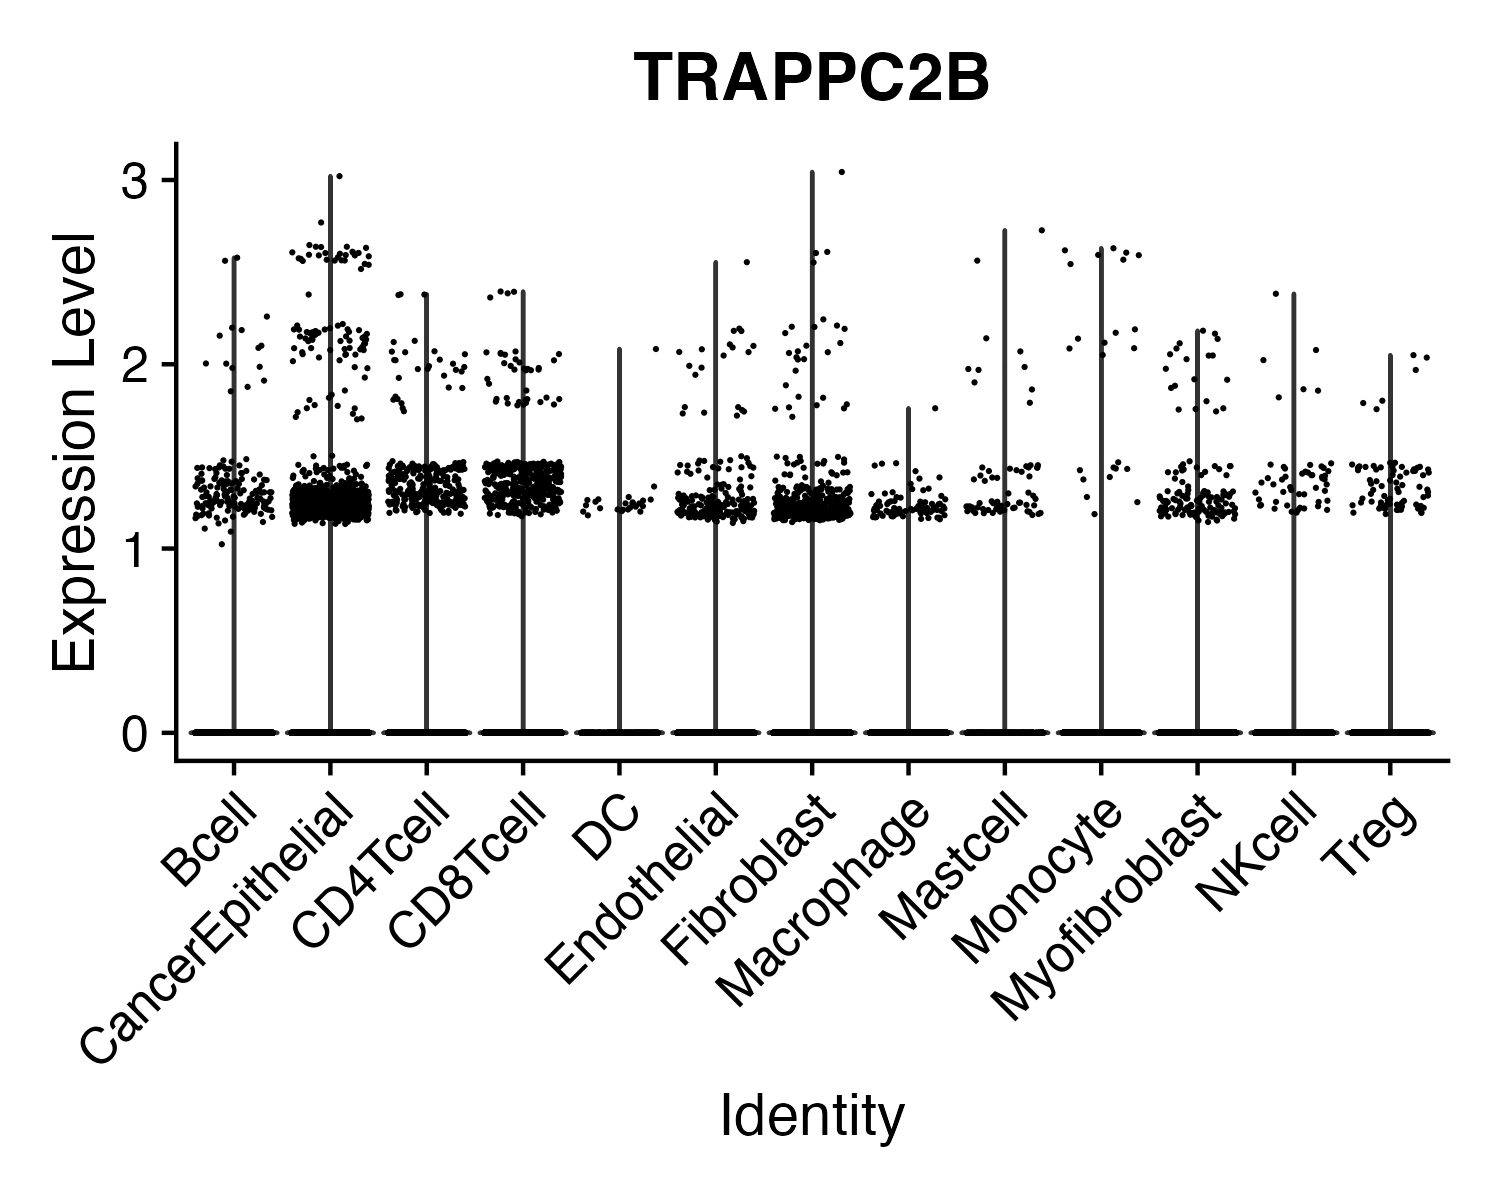 TRAPPC2B
Expression Level
3
2
1
0
Bcell
CancerEpithelial
CD4Tcell
CD8Tcell
DC
Endothelial
Fibroblast
Macrophage
Mastcell
Monocyte
Myofibroblast
NKcell
Treg
Identity